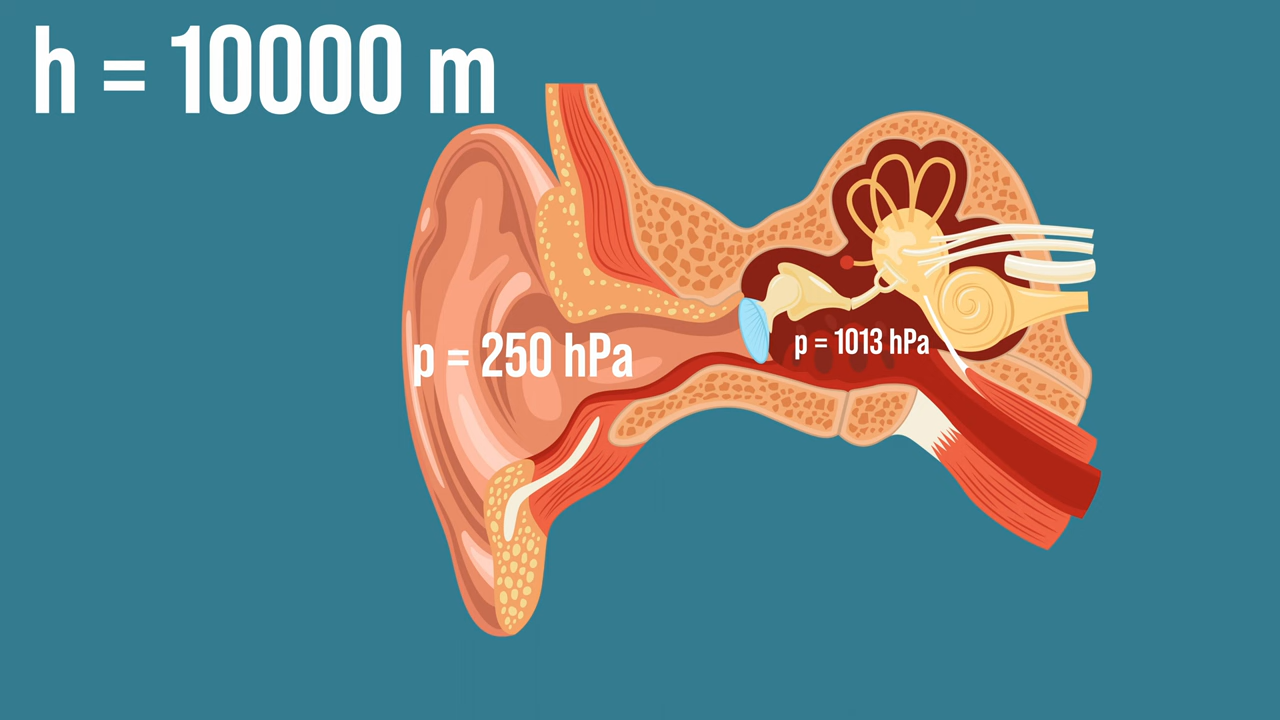 h = 10000 m
p = 250 hPa
p = 1013 hPa